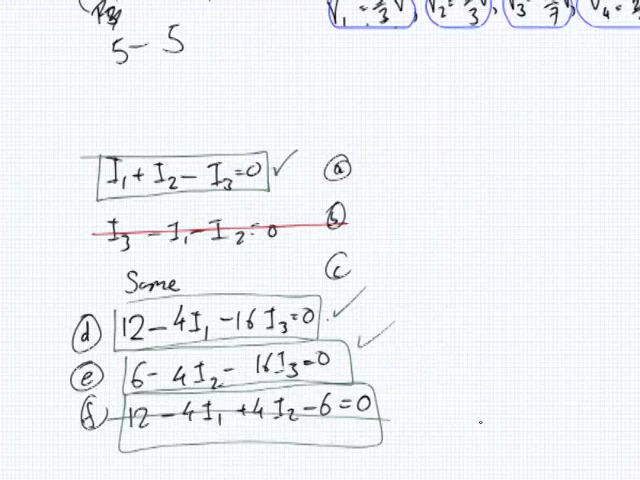 5 - 5
I₁ + I₂ - I₃ = 0 ✓ (a)
I₃ - I₁ - I₂ = 0 (b)
(c)
Same
(d) 12 - 4I₁ - 16I₃ = 0 ✓
(e) 6 - 4I₂ - 16I₃ = 0 ✓
(f) 12 - 4I₁ + 4I₂ - 6 = 0